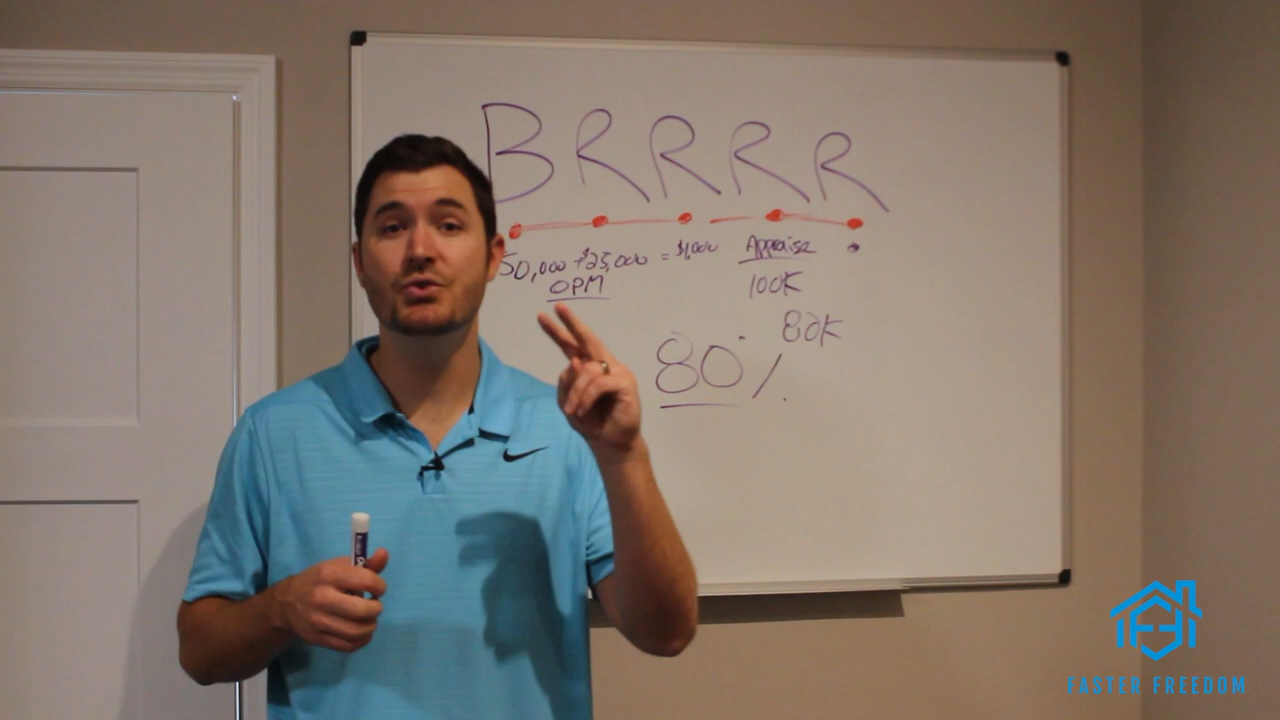 BRRRR
50,000 + $25,000 = $1,000
OPM
Appraise
100K
80K
80%
FASTER FREEDOM